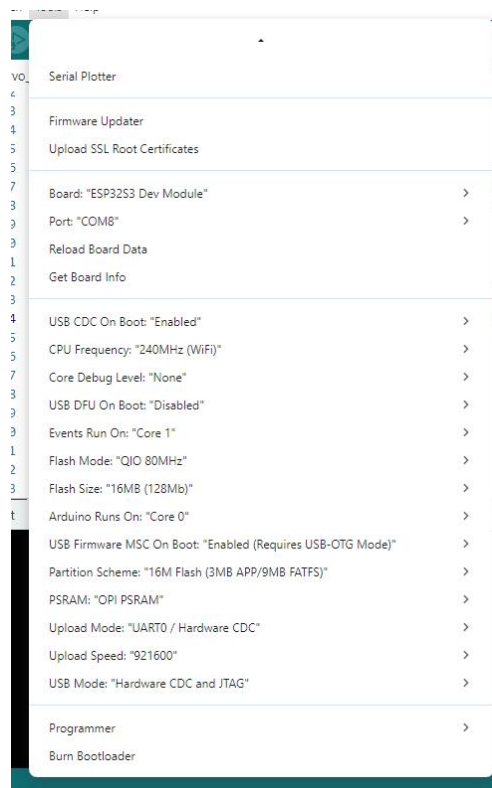 Serial Plotter
Firmware Updater
Upload SSL Root Certificates
Board: "ESP32S3 Dev Module"
Port: "COM8"
Reload Board Data
Get Board Info
USB CDC On Boot: "Enabled"
CPU Frequency: "240MHz (WiFi)"
Core Debug Level: "None"
USB DFU On Boot: "Disabled"
Events Run On: "Core 1"
Flash Mode: "QIO 80MHz"
Flash Size: "16MB (128Mb)"
Arduino Runs On: "Core 0"
USB Firmware MSC On Boot: "Enabled (Requires USB-OTG Mode)"
Partition Scheme: "16M Flash (3MB APP/9MB FATFS)"
PSRAM: "OPI PSRAM"
Upload Mode: "UART0 / Hardware CDC"
Upload Speed: "921600"
USB Mode: "Hardware CDC and JTAG"
Programmer
Burn Bootloader